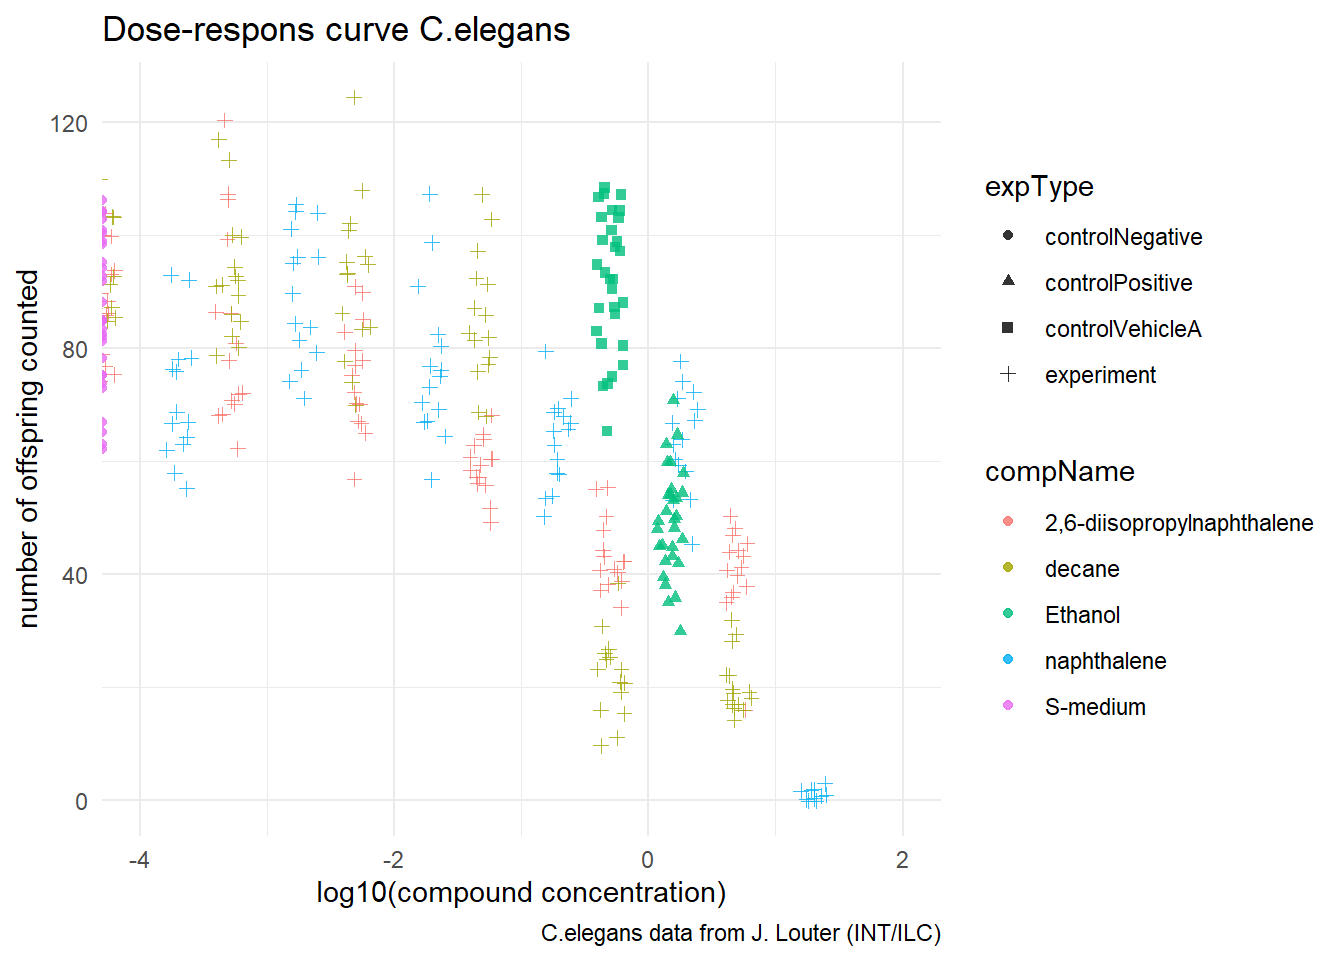 Dose-respons curve C.elegans
number of offspring counted
120
80
40
0
-4
-2
0
2
log10(compound concentration)
C.elegans data from J. Louter (INT/ILC)
expType
controlNegative
controlPositive
controlVehicleA
experiment
compName
2,6-diisopropylnaphthalene
decane
Ethanol
naphthalene
S-medium